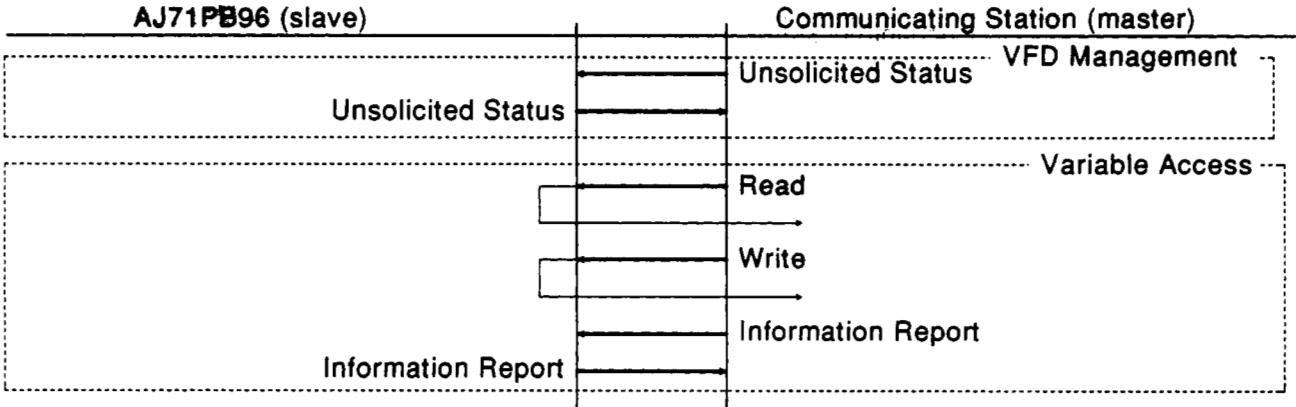 AJ71PB96 (slave) Communicating Station (master)
VFD Management
Unsolicited Status
Unsolicited Status
Variable Access
Read
Write
Information Report
Information Report